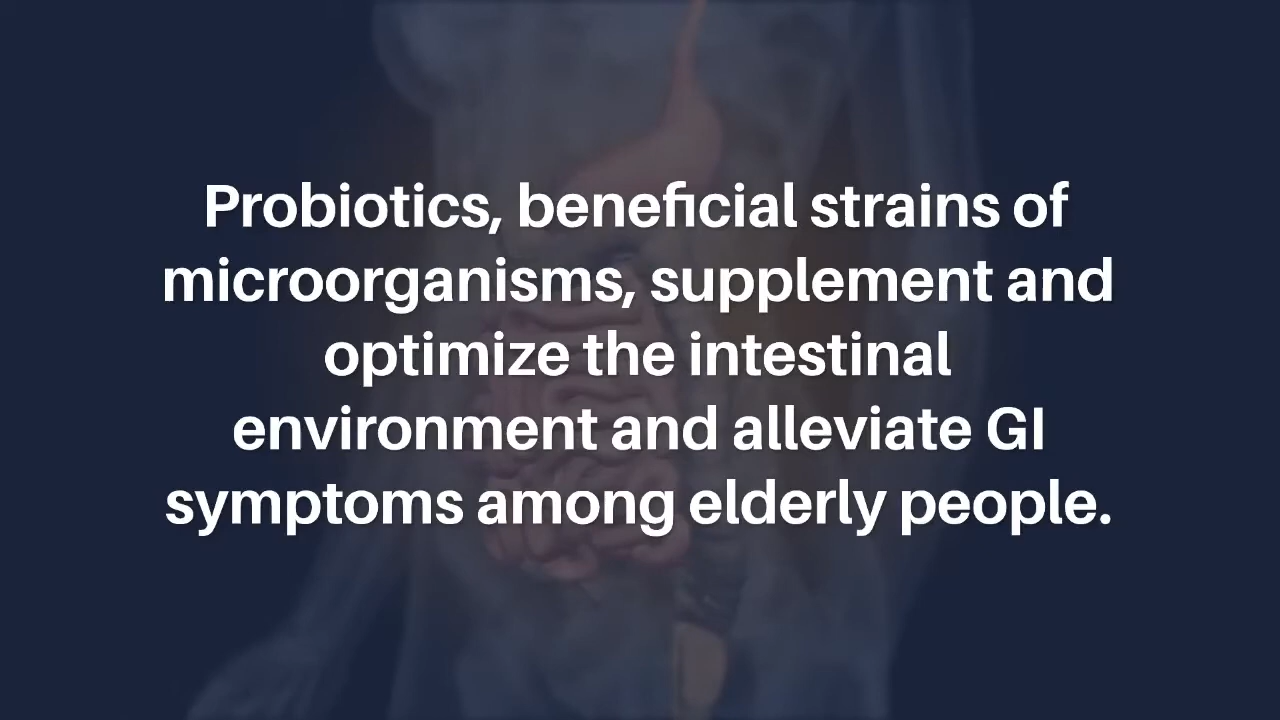 Probiotics, beneficial strains of
microorganisms, supplement and
optimize the intestinal
environment and alleviate GI
symptoms among elderly people.